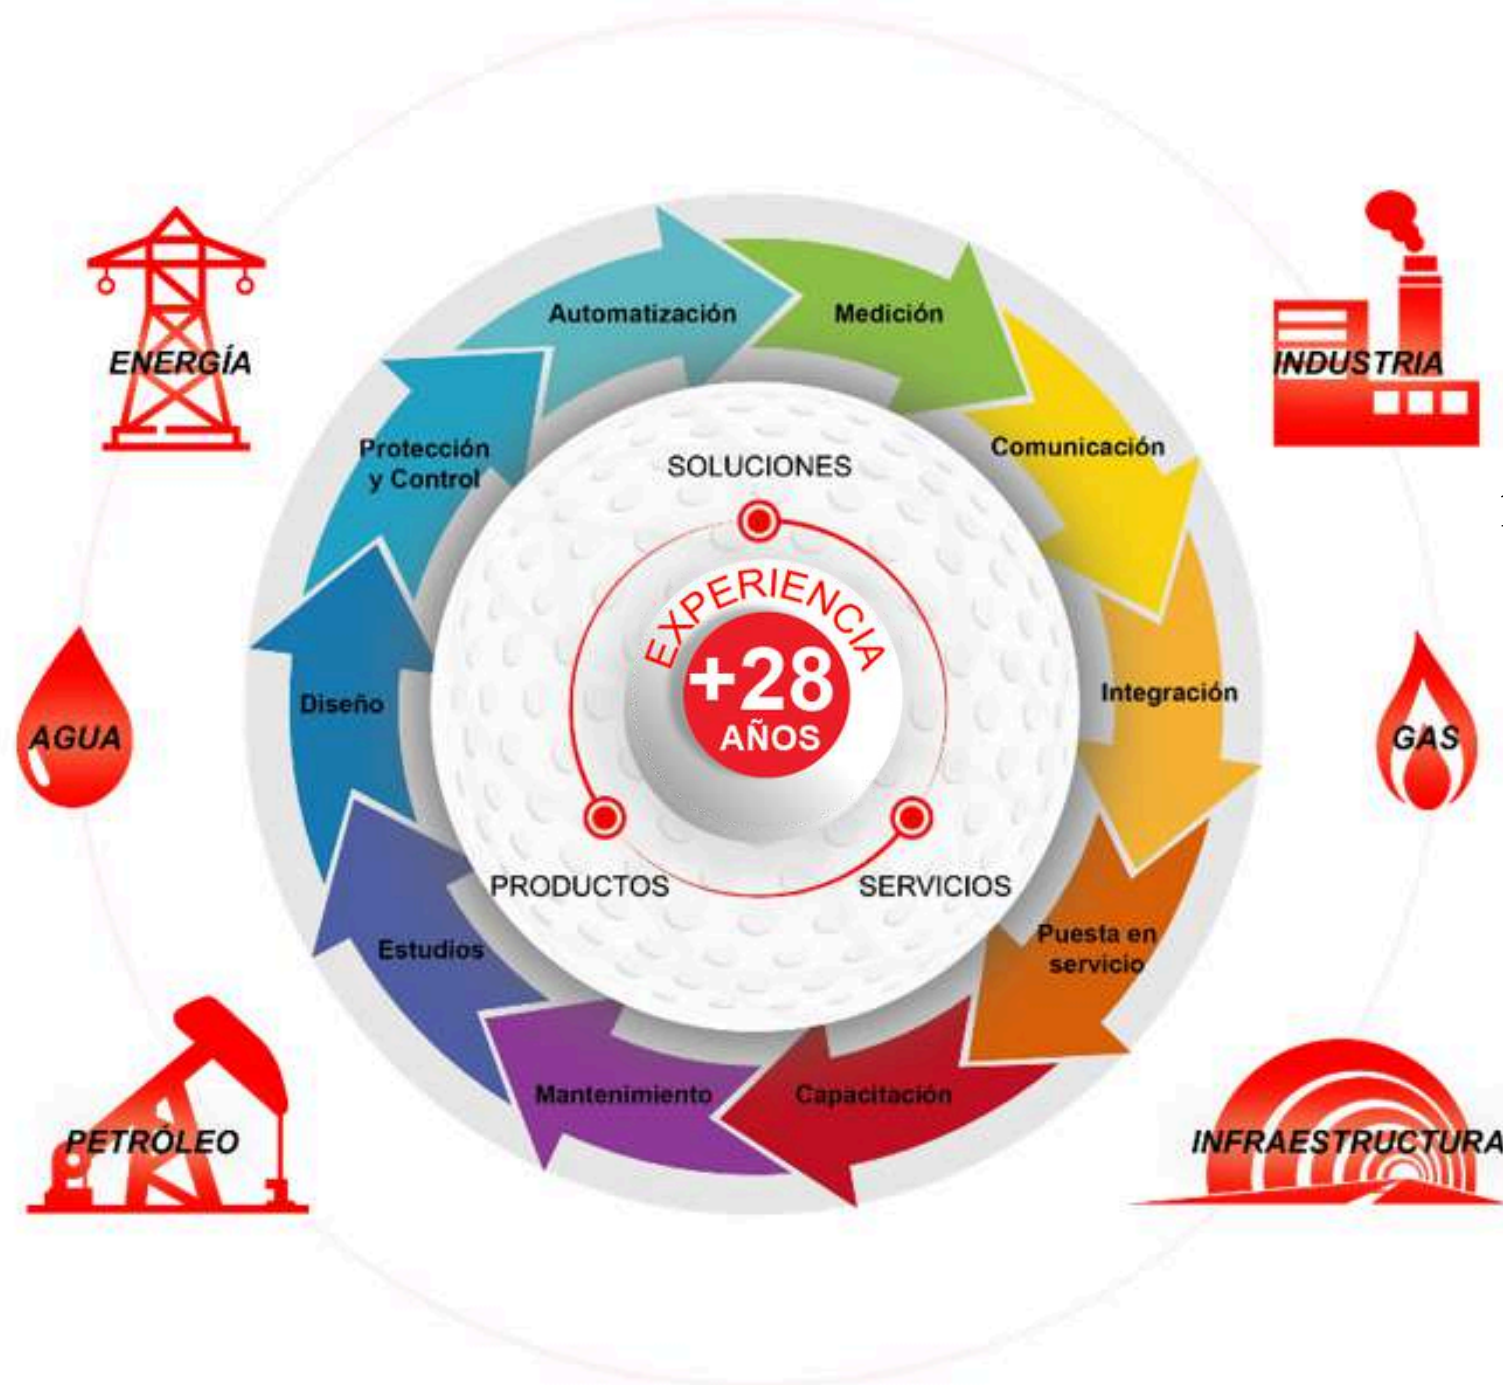 ENERGÍA
INDUSTRIA
AGUA
GAS
PETRÓLEO
INFRAESTRUCTURA
Automatización
Medición
Comunicación
Integración
Puesta en
servicio
Capacitación
Mantenimiento
Estudios
Diseño
Protección
y Control
SOLUCIONES
EXPERIENCIA
+28
AÑOS
PRODUCTOS
SERVICIOS